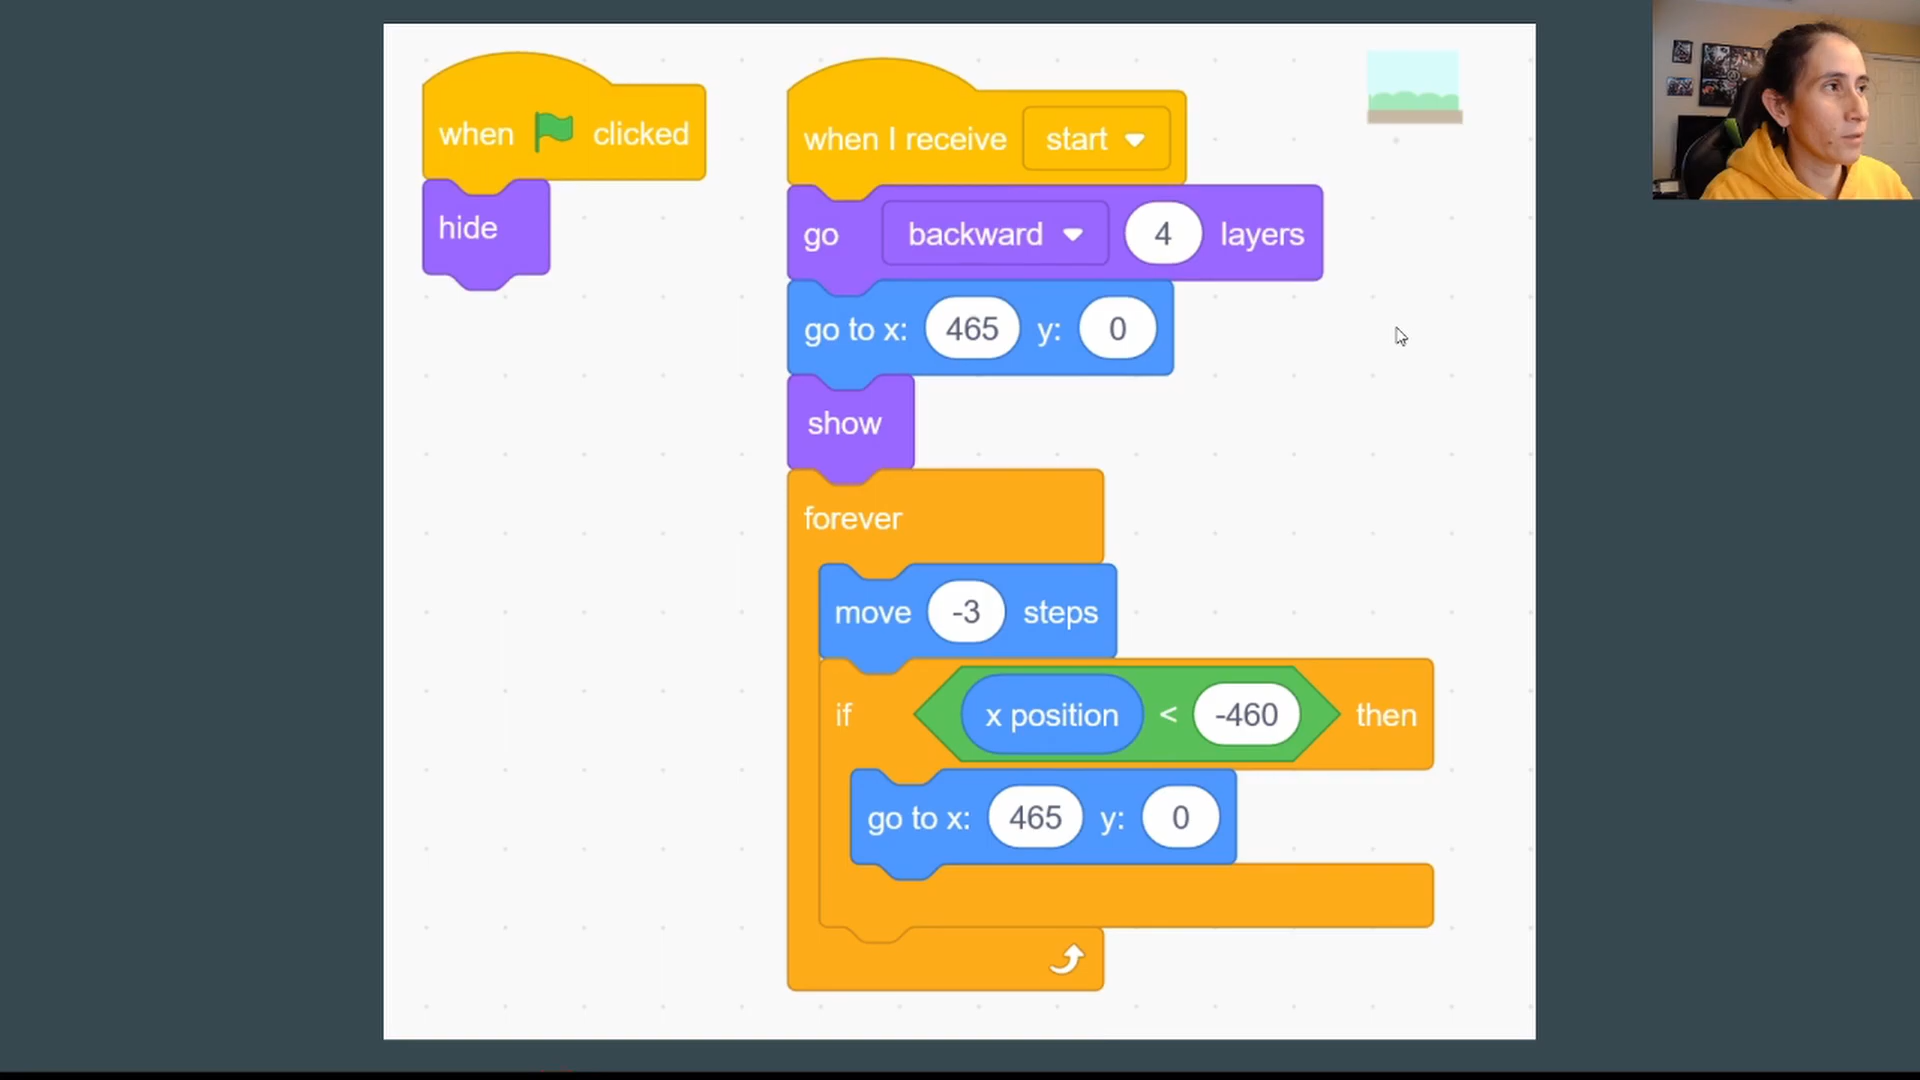 when clicked
hide
when I receive start
go backward 4 layers
go to x: 465 y: 0
show
forever
move -3 steps
if x position < -460 then
go to x: 465 y: 0